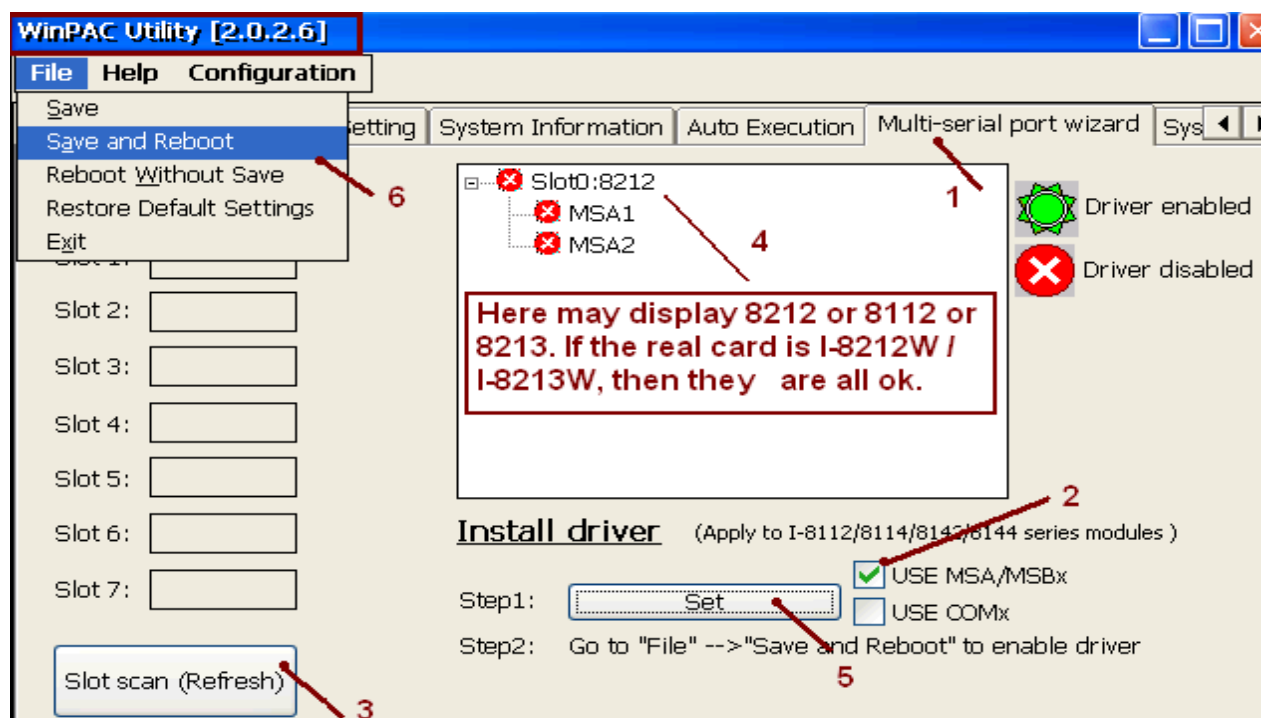 WinPAC Utility [2.0.2.6]
File Help Configuration
Save
Save and Reboot
Reboot Without Save
Restore Default Settings
Exit
etting
System Information
Auto Execution
Multi-serial port wizard
Sys
6
1
Slot0:8212
MSA1
MSA2
4
Driver enabled
Driver disabled
Here may display 8212 or 8112 or
8213. If the real card is I-8212W /
I-8213W, then they are all ok.
Slot 1:
Slot 2:
Slot 3:
Slot 4:
Slot 5:
Slot 6:
Slot 7:
Slot scan (Refresh)
3
2
Install driver (Apply to I-8112/8114/8142/8144 series modules )
USE MSA/MSBx
Step1: Set
USE COMx
Step2: Go to "File" -->"Save and Reboot" to enable driver
5